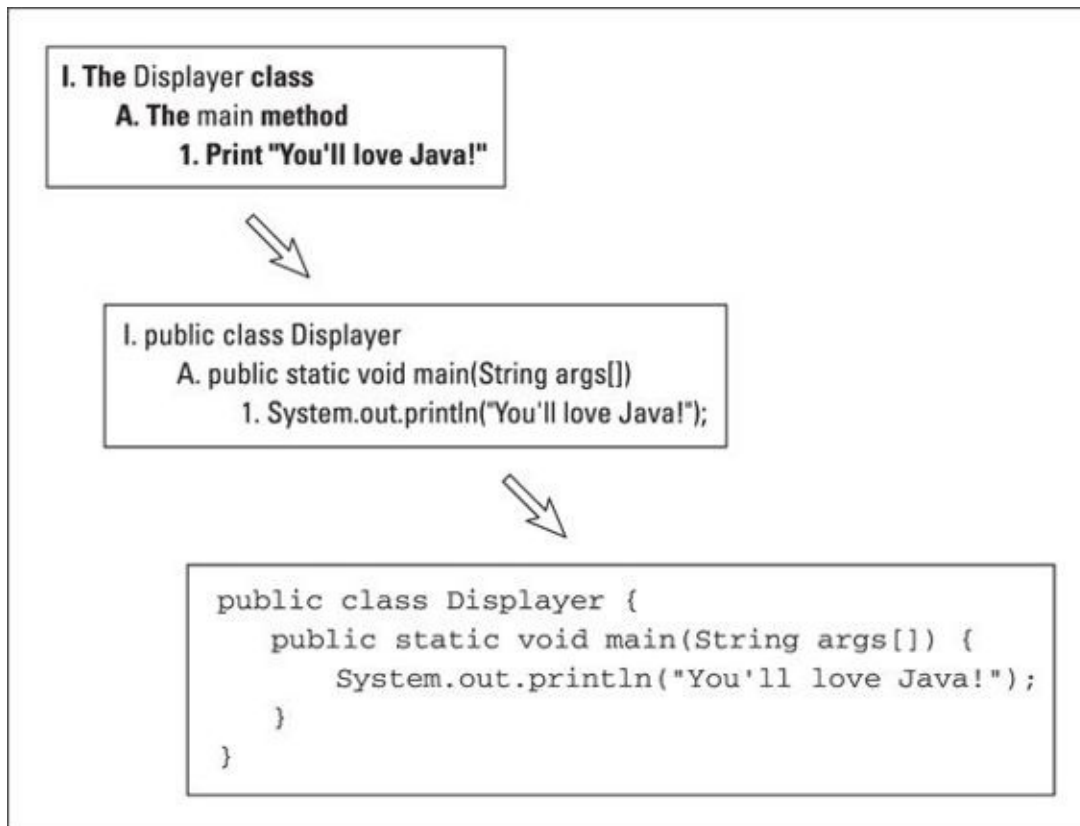 I. The Displayer class
A. The main method
1. Print "You'll love Java!"
I. public class Displayer
A. public static void main(String args[])
1. System.out.println("You'll love Java!");
public class Displayer {
public static void main(String args[]) {
System.out.println("You'll love Java!");
}
}